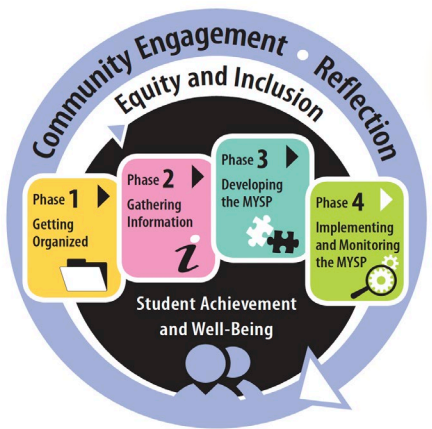 Community Engagement • Reflection
Equity and Inclusion
Phase 1
Getting
Organized
Phase 2
Gathering
Information
i
Phase 3
Developing
the MYSP
Phase 4
Implementing
and Monitoring
the MYSP
Student Achievement
and Well-Being